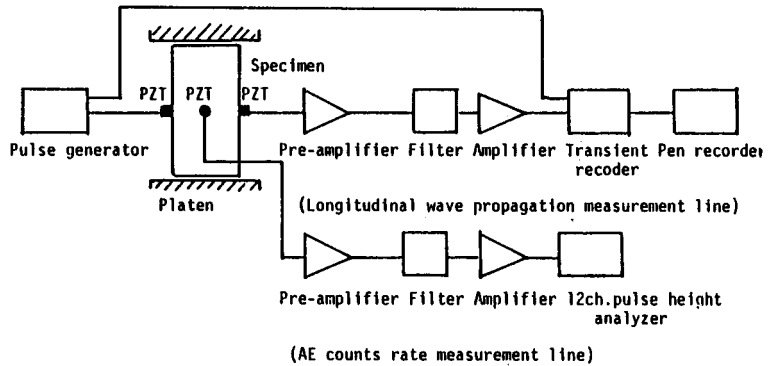 Specimen
PZT PZT PZT
Pulse generator
Pre-amplifier Filter Amplifier Transient recoder Pen recorder
Platen
(Longitudinal wave propagation measurement line)
Pre-amplifier Filter Amplifier 12ch.pulse height analyzer
(AE counts rate measurement line)